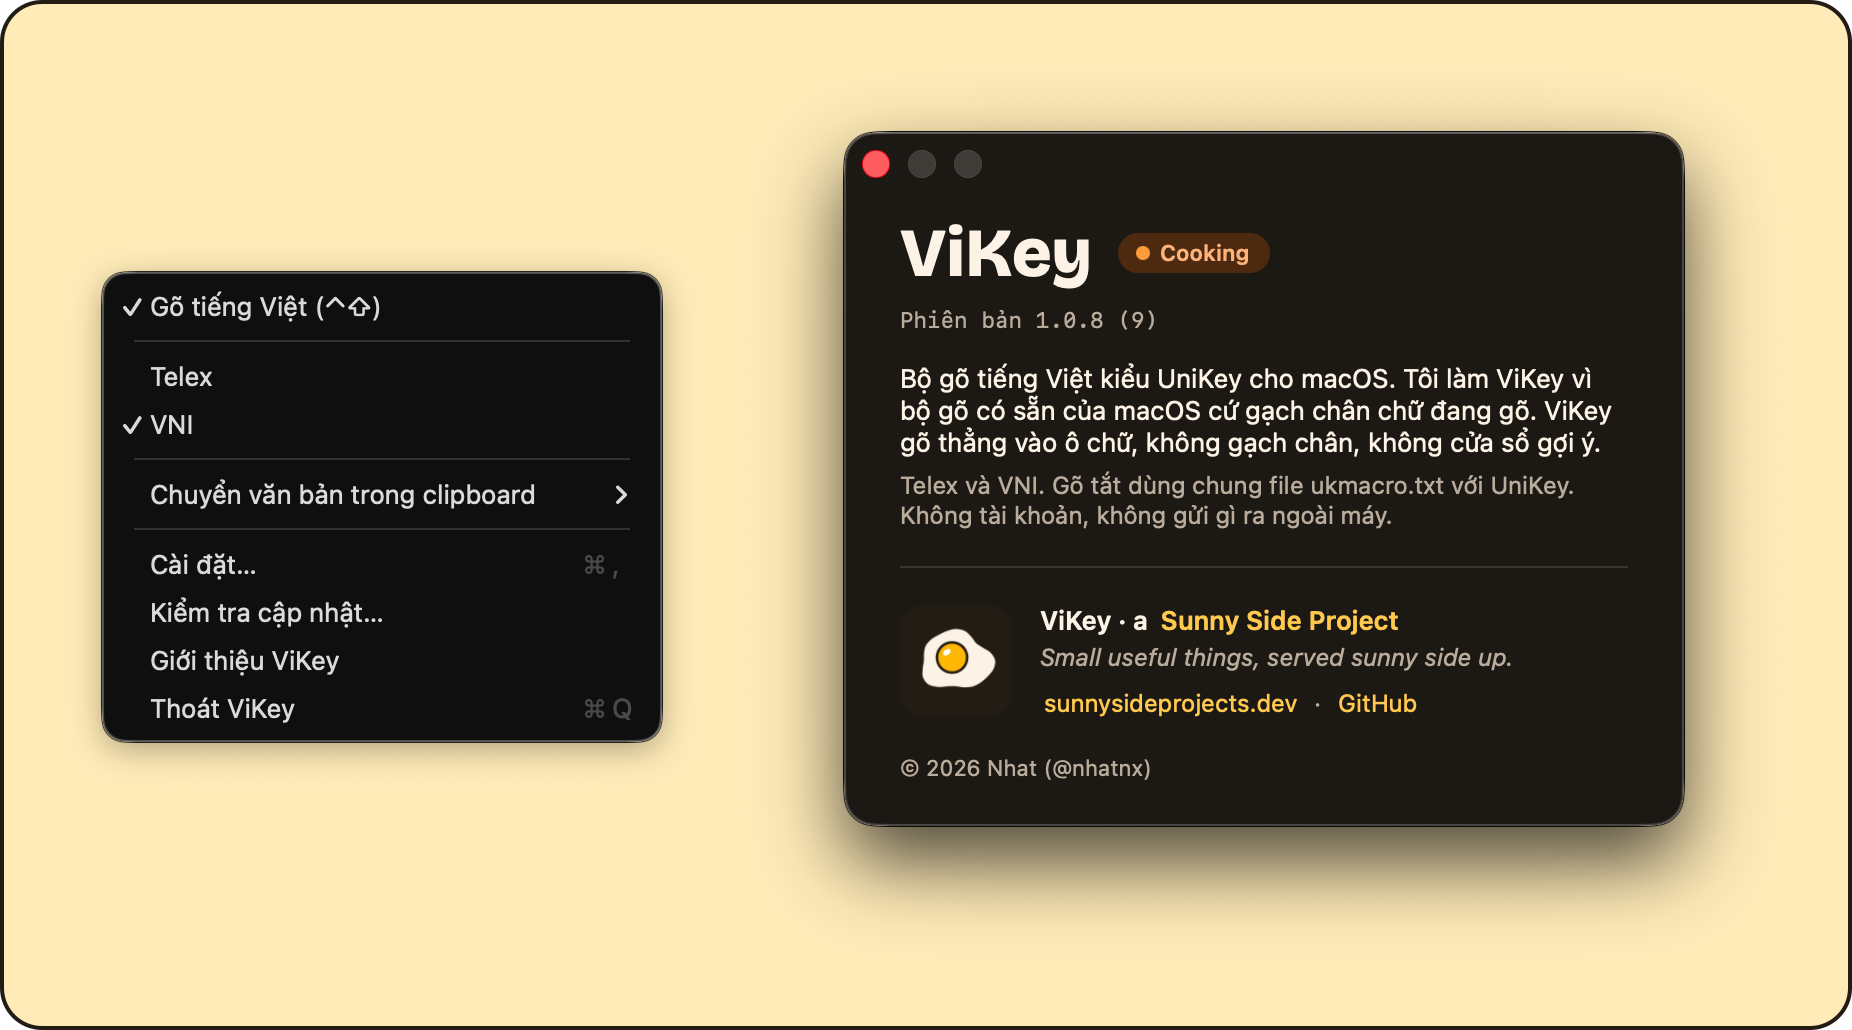 Gõ tiếng Việt (^⇧)
Telex
VNI
Chuyển văn bản trong clipboard
Cài đặt... ⌘ ,
Kiểm tra cập nhật...
Giới thiệu ViKey
Thoát ViKey ⌘ Q
ViKey Cooking
Phiên bản 1.0.8 (9)
Bộ gõ tiếng Việt kiểu UniKey cho macOS. Tôi làm ViKey vì
bộ gõ có sẵn của macOS cứ gạch chân chữ đang gõ. ViKey
gõ thẳng vào ô chữ, không gạch chân, không cửa sổ gợi ý.
Telex và VNI. Gõ tắt dùng chung file ukmacro.txt với UniKey.
Không tài khoản, không gửi gì ra ngoài máy.
ViKey · a Sunny Side Project
Small useful things, served sunny side up.
sunnysideprojects.dev · GitHub
© 2026 Nhat (@nhatnx)